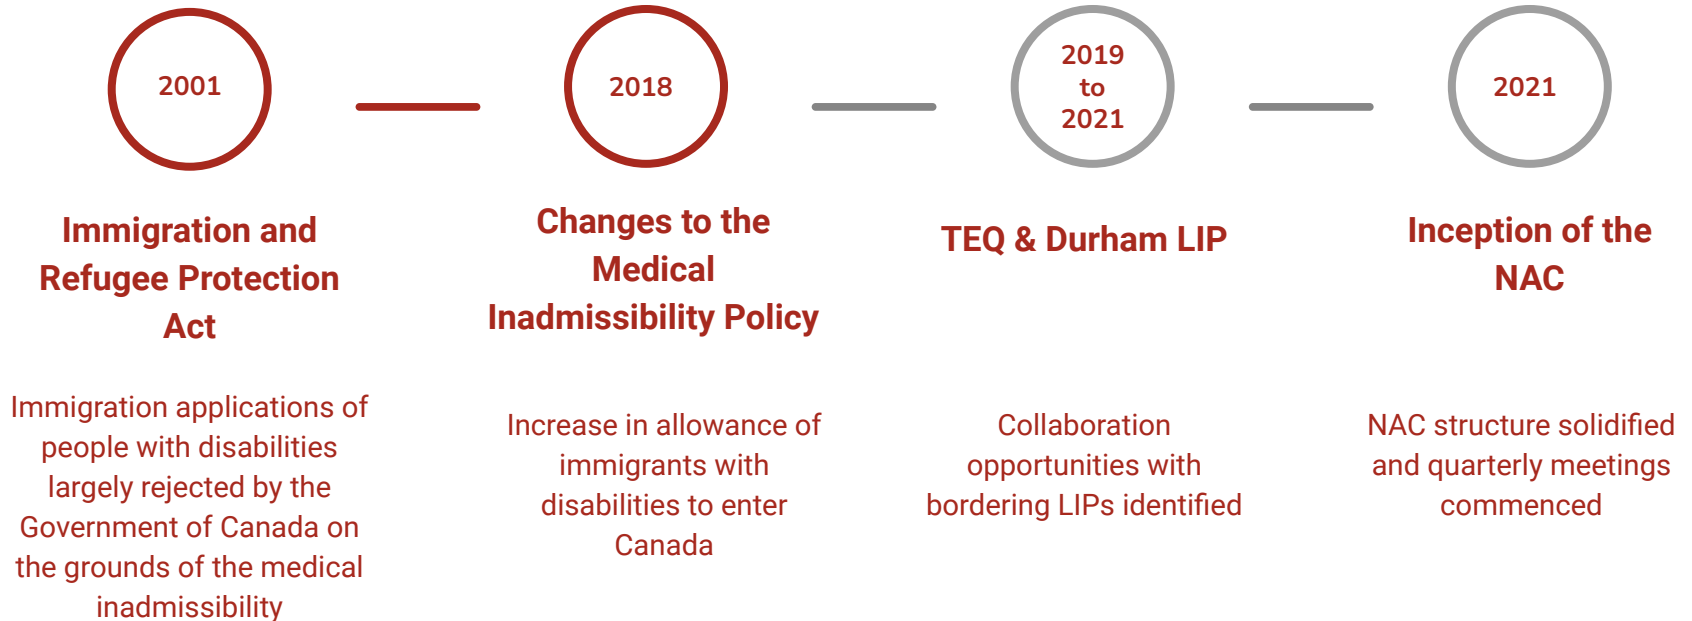 2001
Immigration and
Refugee Protection
Act
Immigration applications of
people with disabilities
largely rejected by the
Government of Canada on
the grounds of the medical
inadmissibility
2018
Changes to the
Medical
Inadmissibility Policy
Increase in allowance of
immigrants with
disabilities to enter
Canada
2019
to
2021
TEQ & Durham LIP
Collaboration
opportunities with
bordering LIPs identified
2021
Inception of the
NAC
NAC structure solidified
and quarterly meetings
commenced